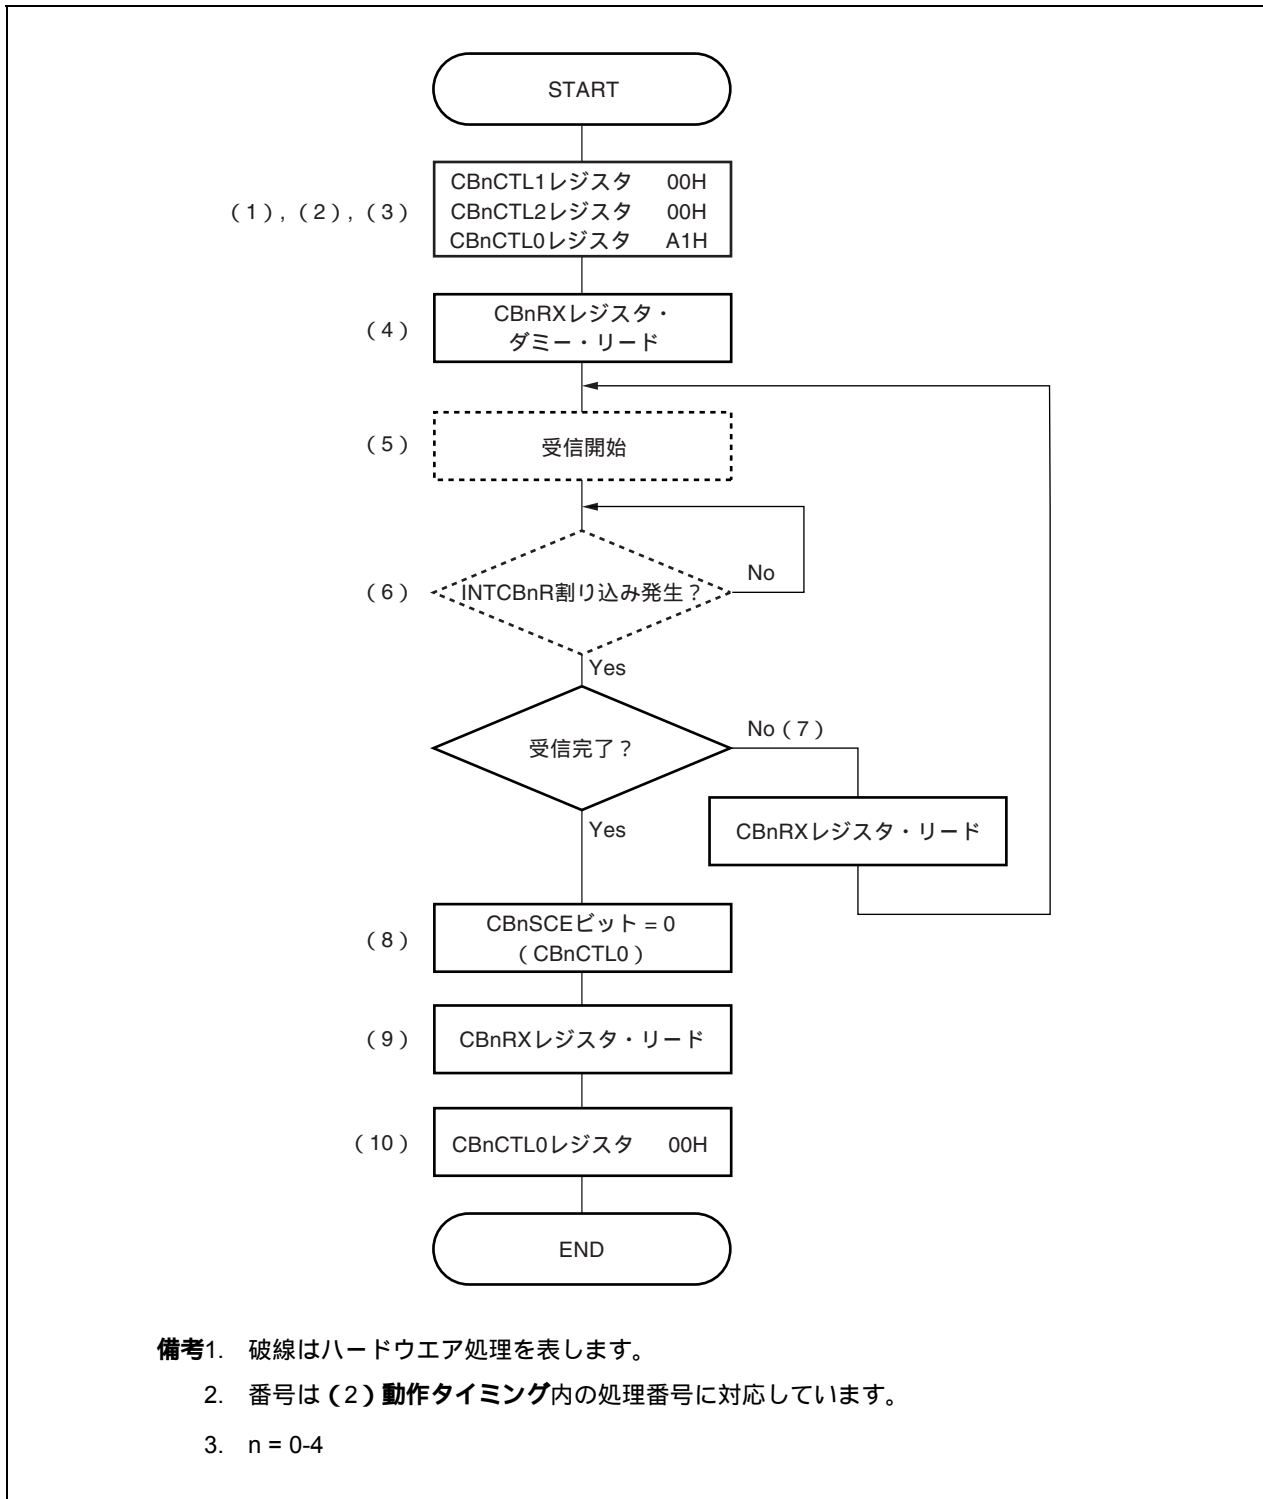 START
CBnCTL1レジスタ　00H
（1），（2），（3） CBnCTL2レジスタ　00H
CBnCTL0レジスタ　A1H
（4） CBnRXレジスタ・
ダミー・リード
（5） 受信開始
（6） INTCBnR割り込み発生？ No
Yes
受信完了？ No（7）
CBnRXレジスタ・リード
Yes
（8） CBnSCEビット = 0
（CBnCTL0）
（9） CBnRXレジスタ・リード
（10） CBnCTL0レジスタ　00H
END
備考1.　破線はハードウエア処理を表します。
2.　番号は（2）動作タイミング内の処理番号に対応しています。
3.　n = 0-4